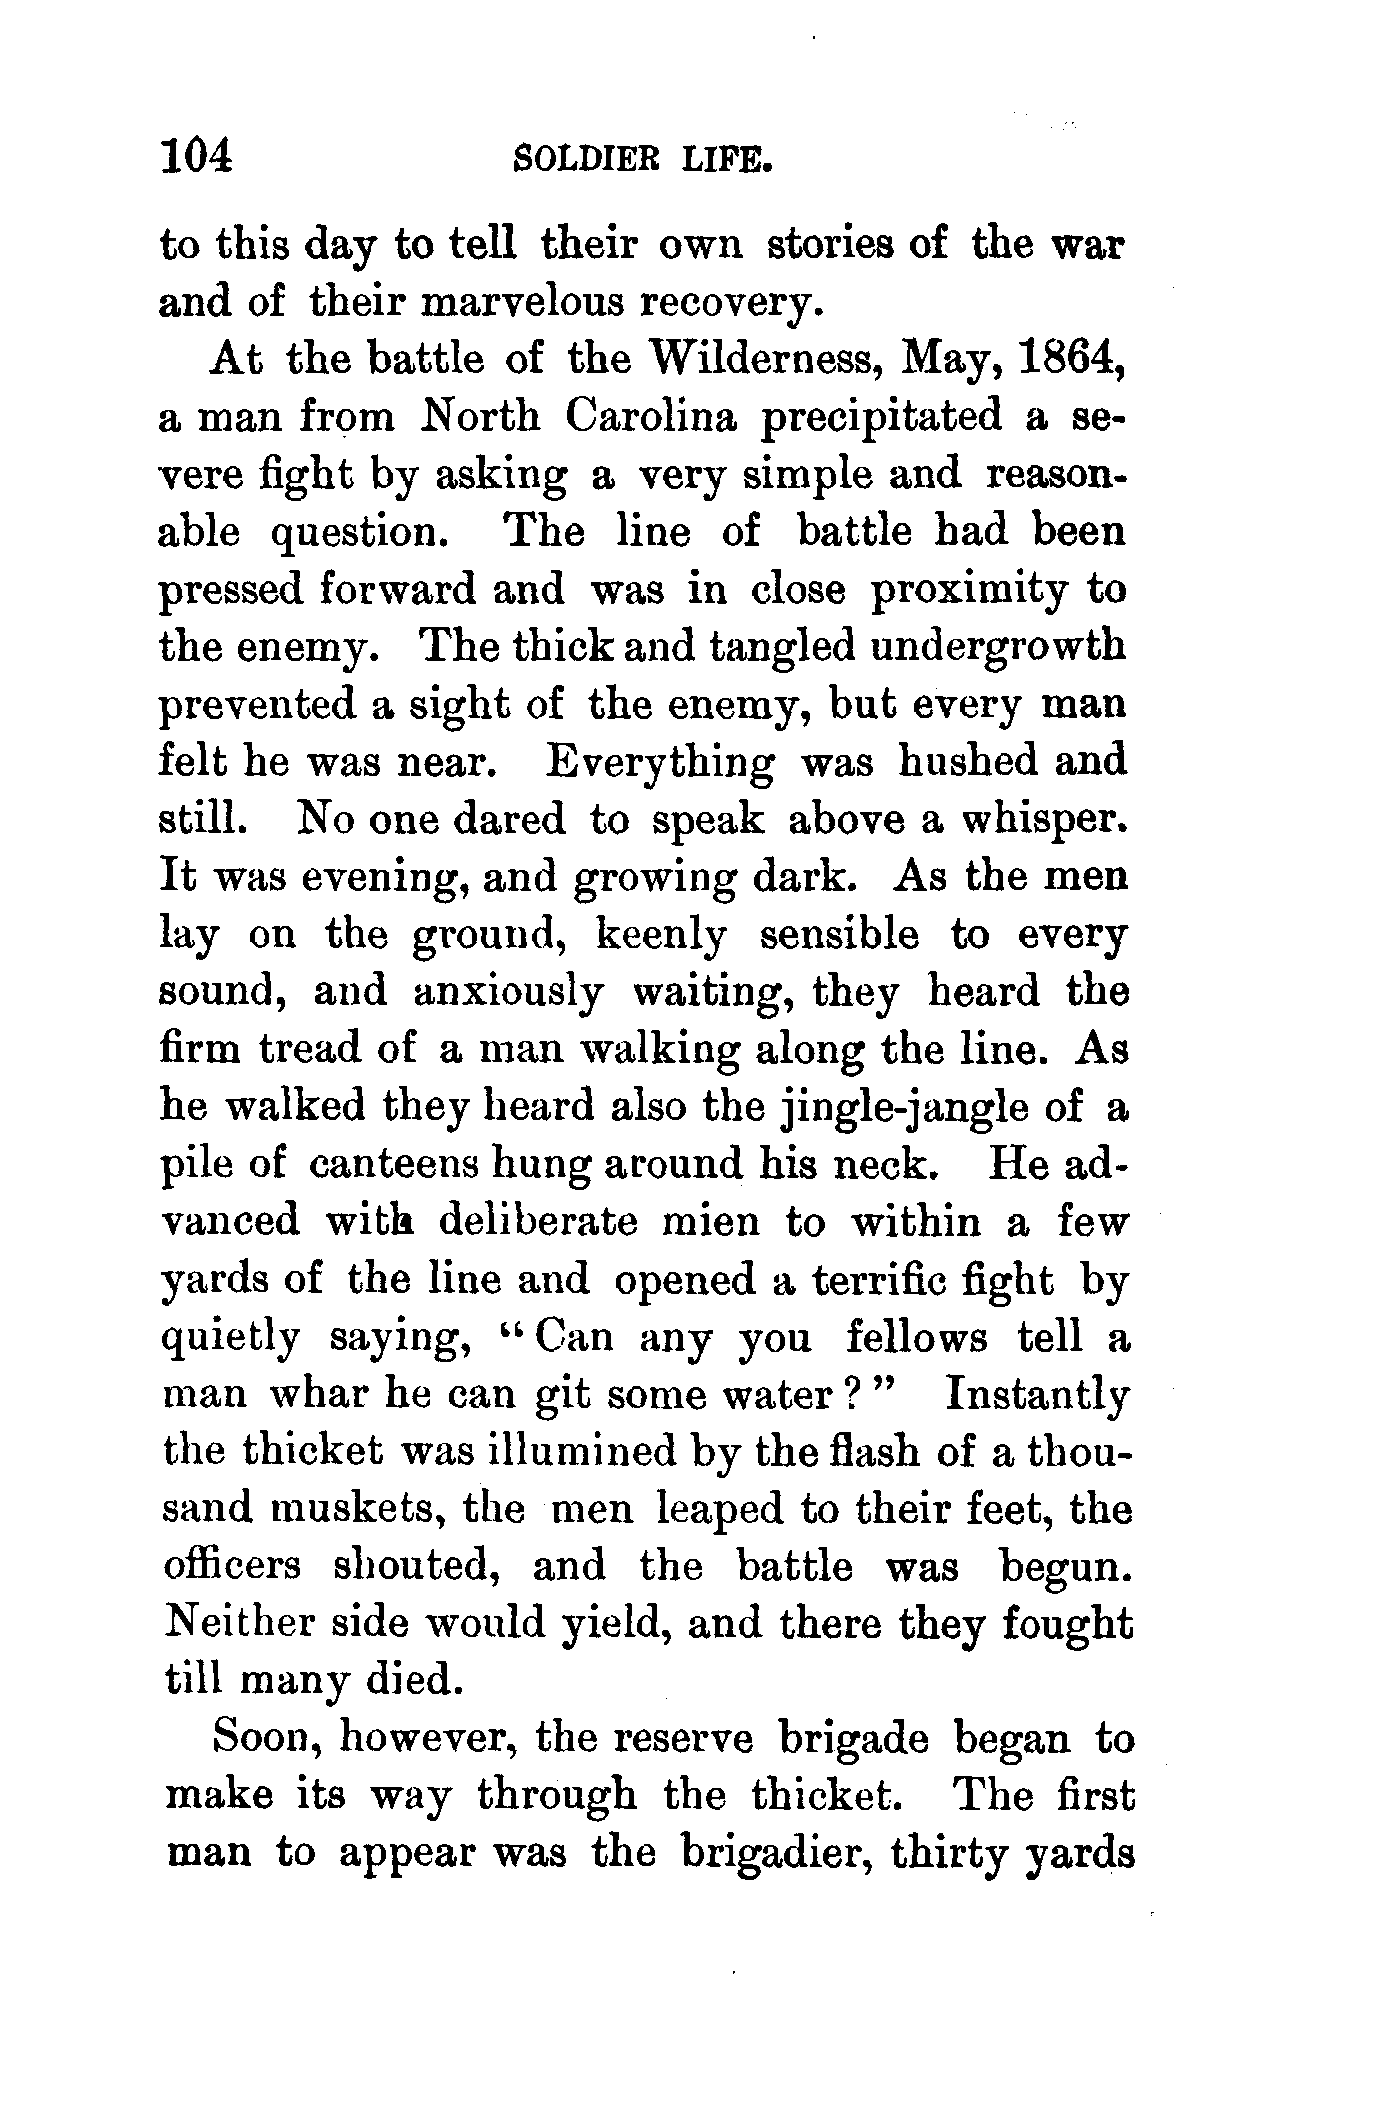 104 SOLDIER LIFE.
to this day to tell their own stories of the war
and of their marvelous recovery.
At the battle of the Wilderness, May, 1864,
a man from North Carolina precipitated a se-
vere fight by asking a very simple and reason-
able question. The line of battle had been
pressed forward and was in close proximity to
the enemy. The thick and tangled undergrowth
prevented a sight of the enemy, but every man
felt he was near. Everything was hushed and
still. No one dared to speak above a whisper.
It was evening, and growing dark. As the men
lay on the ground, keenly sensible to every
sound, and anxiously waiting, they heard the
firm tread of a man walking along the line. As
he walked they heard also the jingle-jangle of a
pile of canteens hung around his neck. He ad-
vanced with deliberate mien to within a few
yards of the line and opened a terrific fight by
quietly saying, “ Can any you fellows tell a
man whar he can git some water ? ” Instantly
the thicket was illumined by the flash of a thou-
sand muskets, the men leaped to their feet, the
officers shouted, and the battle was begun.
Neither side would yield, and there they fought
till many died.
Soon, however, the reserve brigade began to
make its way through the thicket. The first
man to appear was the brigadier, thirty yards